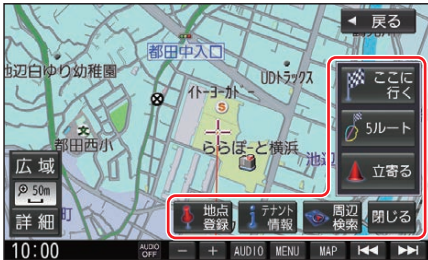 戻る
都田中入口
辺白ゆり幼稚園
イトーヨーカドー
UDトラックス
S
ここに
行く
5ルート
立寄る
都田西小
ららぽーと横浜
池辺
広域
50m
詳細
町
地点
登録
テナント
情報
周辺
検索
閉じる
10:00
AUDIO
OFF
−
+
AUDIO
MENU
MAP